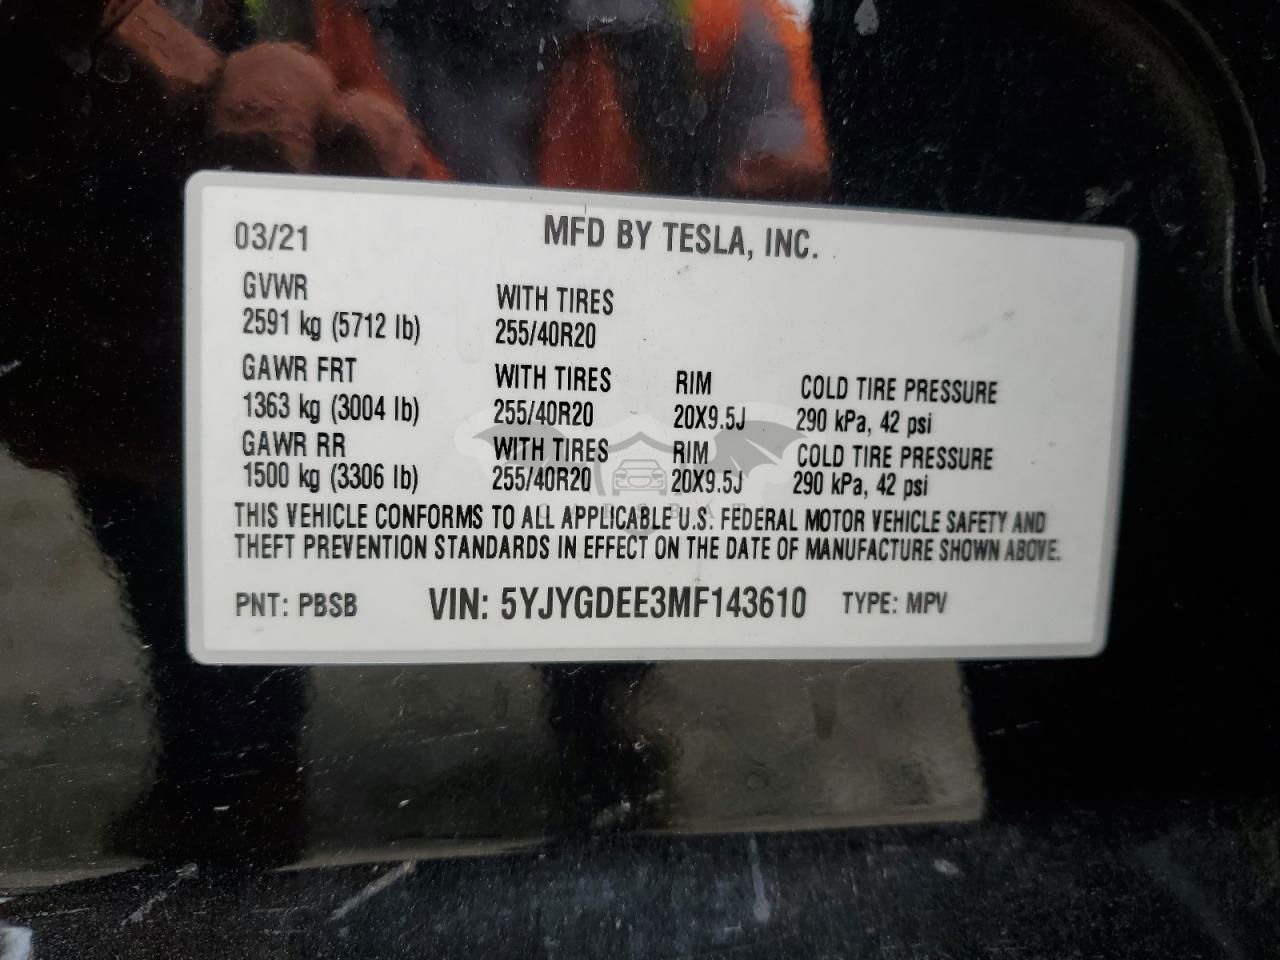 03/21 MFD BY TESLA, INC.
GVWR WITH TIRES
2591 kg (5712 lb) 255/40R20
GAWR FRT WITH TIRES RIM COLD TIRE PRESSURE
1363 kg (3004 lb) 255/40R20 20X9.5J 290 kPa, 42 psi
GAWR RR WITH TIRES RIM COLD TIRE PRESSURE
1500 kg (3306 lb) 255/40R20 20X9.5J 290 kPa, 42 psi
THIS VEHICLE CONFORMS TO ALL APPLICABLE U.S. FEDERAL MOTOR VEHICLE SAFETY AND
THEFT PREVENTION STANDARDS IN EFFECT ON THE DATE OF MANUFACTURE SHOWN ABOVE.
PNT: PBSB VIN: 5YJYGDEE3MF143610 TYPE: MPV